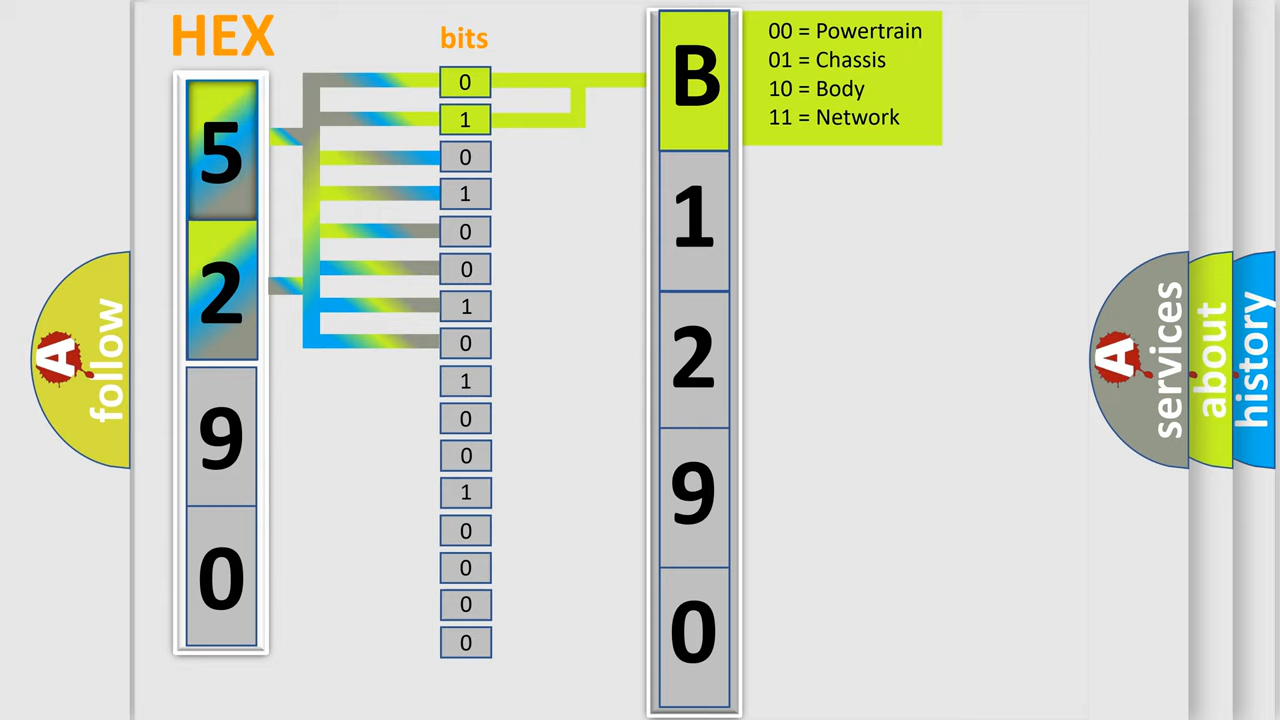 HEX
bits
5
2
9
0
0
1
0
1
0
0
1
0
1
0
0
1
0
0
0
0
B
1
2
9
0
00 = Powertrain
01 = Chassis
10 = Body
11 = Network
A
follow
A
services
about
history